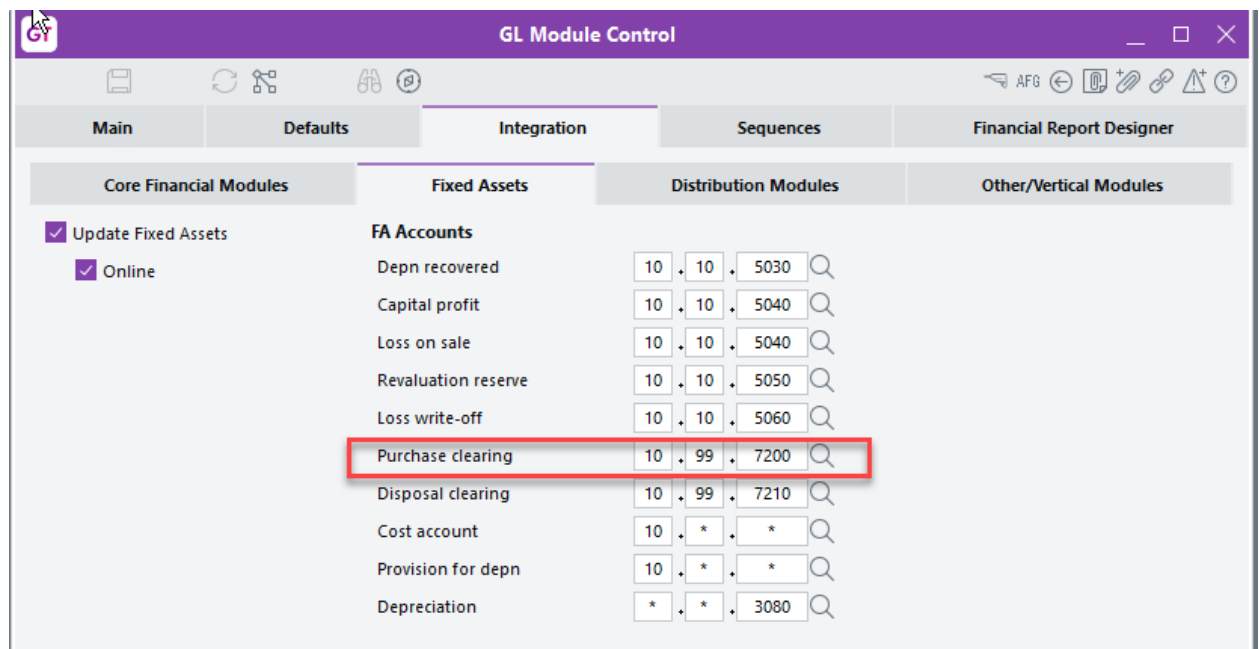 GT GL Module Control
AFG
Main Defaults Integration Sequences Financial Report Designer
Core Financial Modules Fixed Assets Distribution Modules Other/Vertical Modules
Update Fixed Assets FA Accounts
Online Depn recovered 10 . 10 . 5030
Capital profit 10 . 10 . 5040
Loss on sale 10 . 10 . 5040
Revaluation reserve 10 . 10 . 5050
Loss write-off 10 . 10 . 5060
Purchase clearing 10 . 99 . 7200
Disposal clearing 10 . 99 . 7210
Cost account 10 . * . *
Provision for depn 10 . * . *
Depreciation * . * . 3080